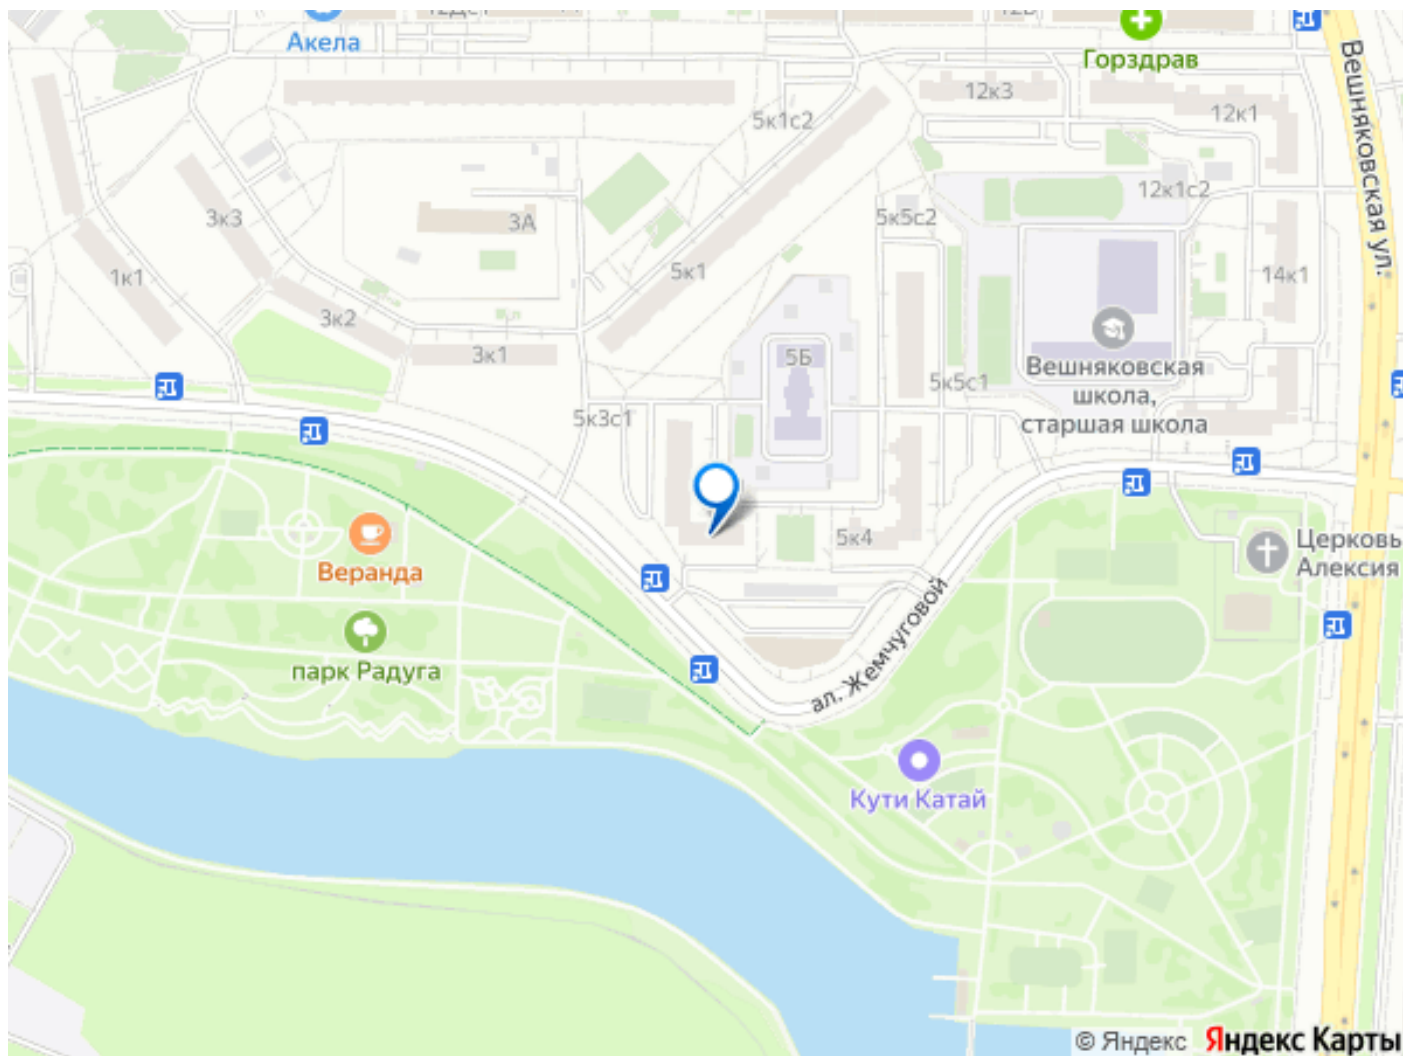 Акела
Горздрав
Вешняковская ул.
12к3
12к1
5к1с2
12к1с2
3к3
3А
5к5с2
1к1
5к1
14к1
3к2
3к1
5Б
5к5с1
Вешняковская
школа,
старшая школа
5к3с1
5к4
Церковь
Алексия
Веранда
парк Радуга
ал. Жемчуговой
Кути Катай
© Яндекс
Яндекс Карты